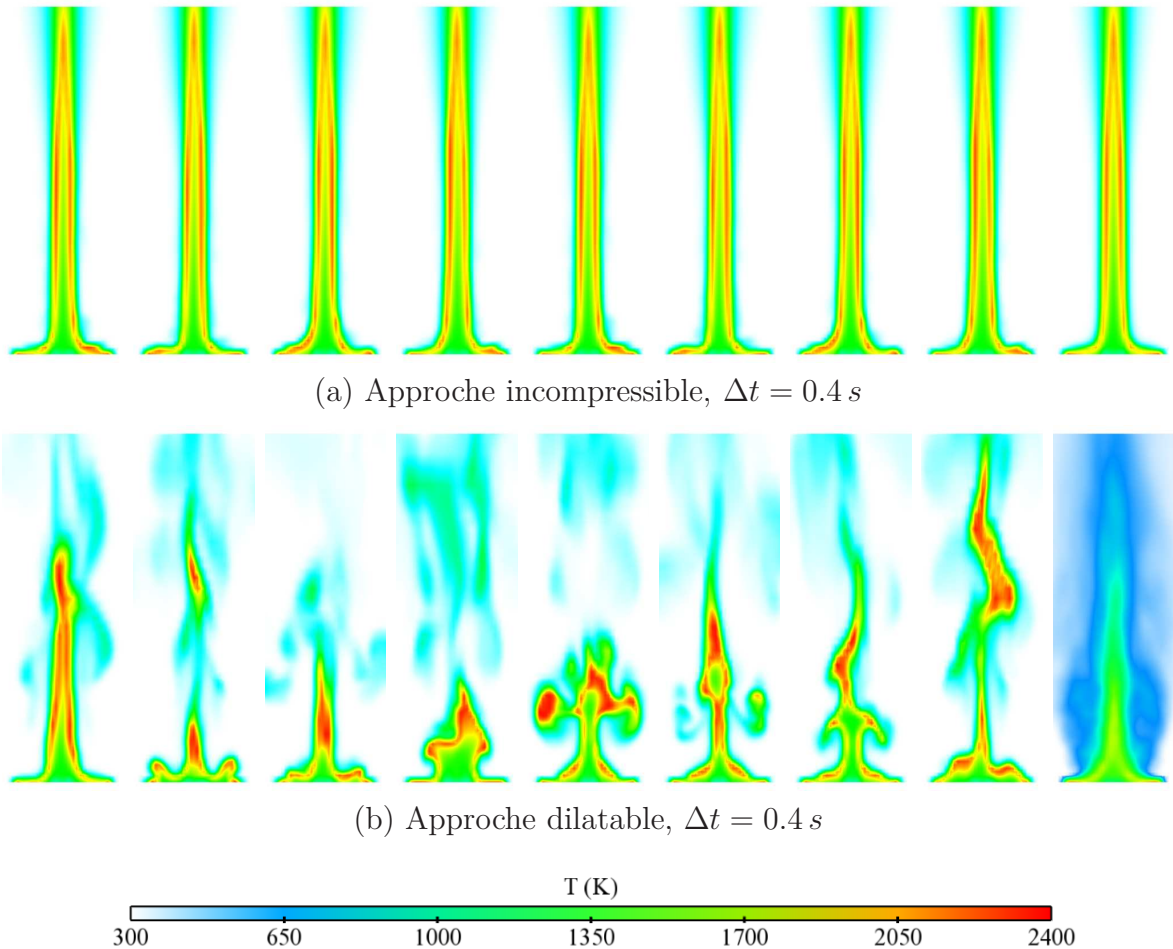 (a) Approche incompressible, Δt = 0.4 s
(b) Approche dilatable, Δt = 0.4 s
T (K)
300 650 1000 1350 1700 2050 2400